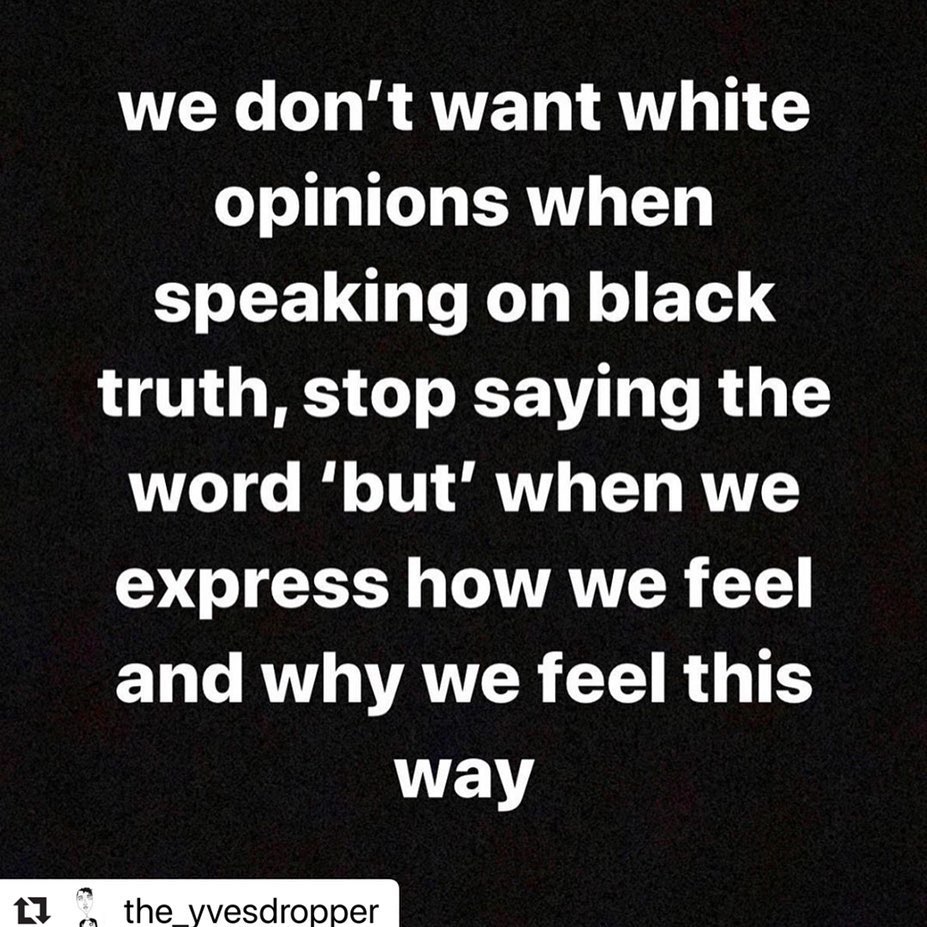 we don’t want white
opinions when
speaking on black
truth, stop saying the
word ‘but’ when we
express how we feel
and why we feel this
way
the_yvesdropper